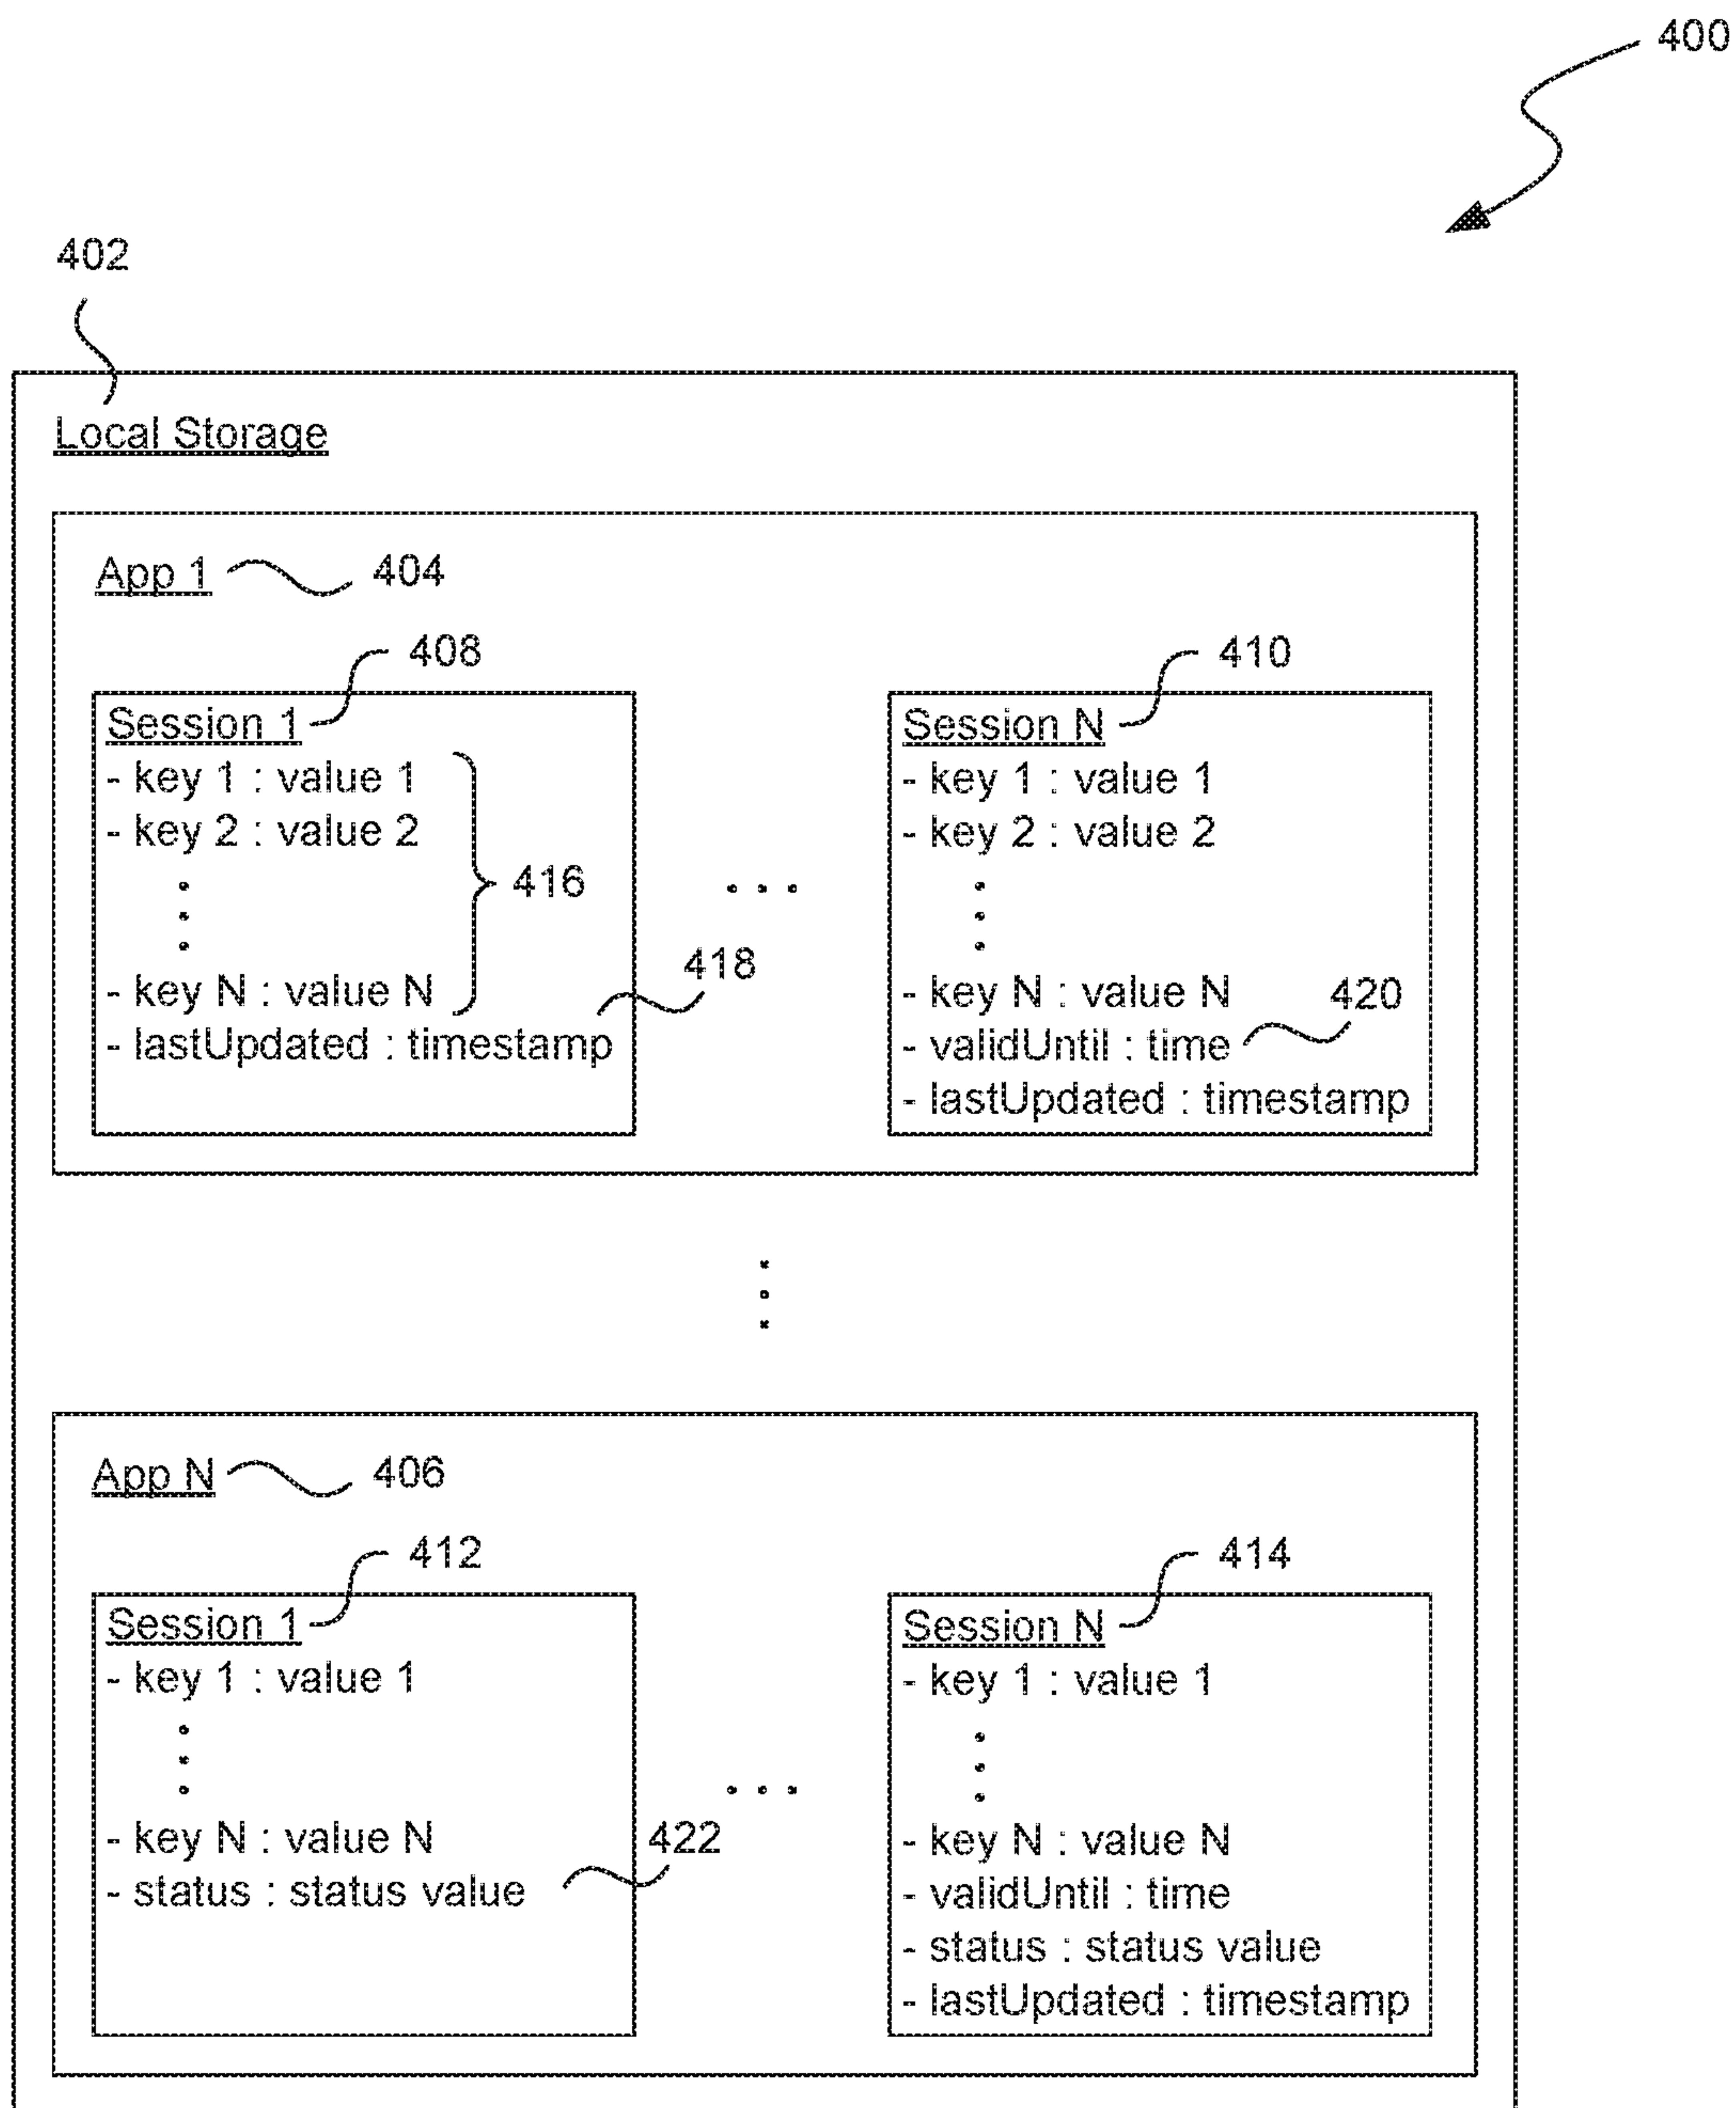 400
402
Local Storage
App 1 404
408
410
Session 1
- key 1 : value 1
- key 2 : value 2
416
- key N : value N
418
- lastUpdated : timestamp
...
Session N
- key 1 : value 1
- key 2 : value 2
- key N : value N
420
- validUntil : time
- lastUpdated : timestamp
App N 406
412
414
Session 1
- key 1 : value 1
- key N : value N
422
- status : status value
...
Session N
- key 1 : value 1
- key N : value N
- validUntil : time
- status : status value
- lastUpdated : timestamp